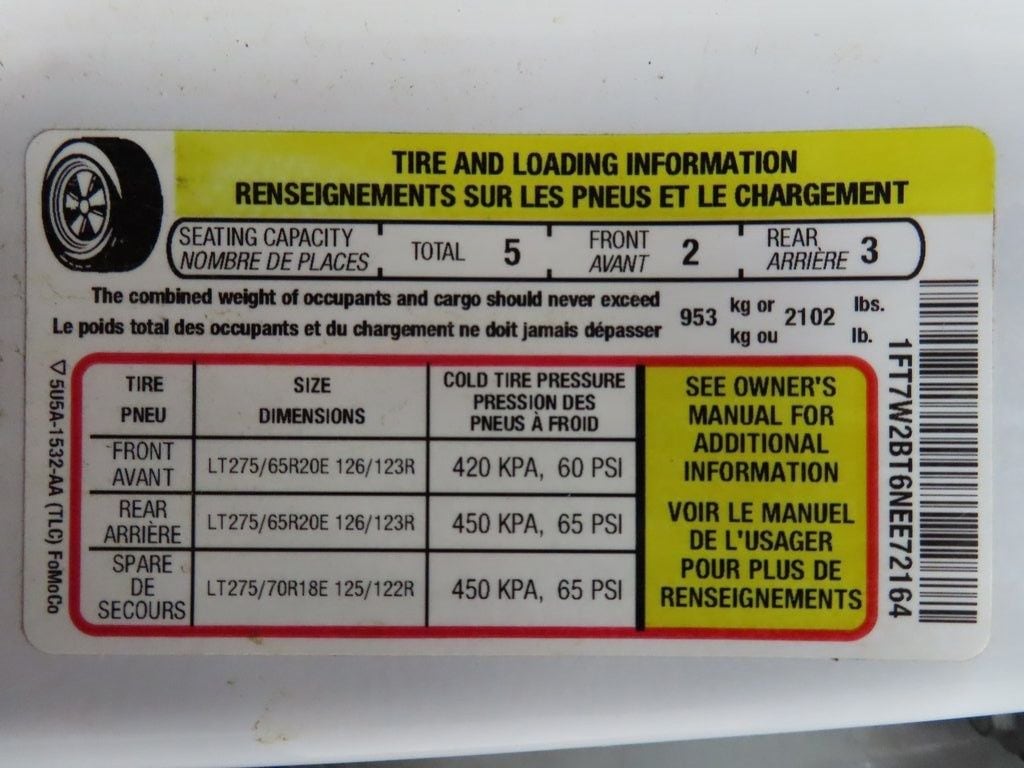 TIRE AND LOADING INFORMATION
RENSEIGNEMENTS SUR LES PNEUS ET LE CHARGEMENT
SEATING CAPACITY TOTAL 5 FRONT 2 REAR 3
NOMBRE DE PLACES AVANT ARRIÈRE
The combined weight of occupants and cargo should never exceed 953 kg or 2102 lbs.
Le poids total des occupants et du chargement ne doit jamais dépasser kg ou lb.
TIRE
PNEU
SIZE
DIMENSIONS
COLD TIRE PRESSURE
PRESSION DES
PNEUS À FROID
FRONT
AVANT
LT275/65R20E 126/123R
420 KPA, 60 PSI
REAR
ARRIÈRE
LT275/65R20E 126/123R
450 KPA, 65 PSI
SPARE
DE
SECOURS
LT275/70R18E 125/122R
450 KPA, 65 PSI
SEE OWNER'S
MANUAL FOR
ADDITIONAL
INFORMATION
VOIR LE MANUEL
DE L'USAGER
POUR PLUS DE
RENSEIGNEMENTS
1FT7W2BT6NEE72164
▽ 5U5A-1532-AA (TLC) FoMoCo